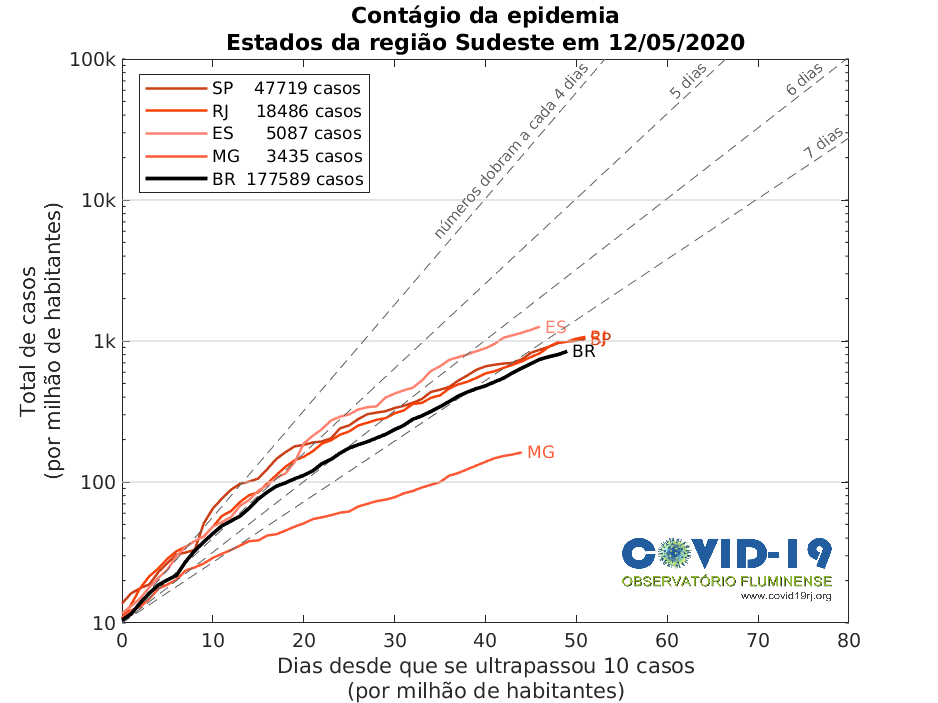 Contágio da epidemia
Estados da região Sudeste em 12/05/2020
100k
10k
1k
100
10
Total de casos
(por milhão de habitantes)
SP 47719 casos
RJ 18486 casos
ES 5087 casos
MG 3435 casos
BR 177589 casos
números dobram a cada 4 dias
5 dias
6 dias
7 dias
ES
RJ
SP
BR
MG
COVID-19
OBSERVATÓRIO FLUMINENSE
www.covid19rj.org
0 10 20 30 40 50 60 70 80
Dias desde que se ultrapassou 10 casos
(por milhão de habitantes)